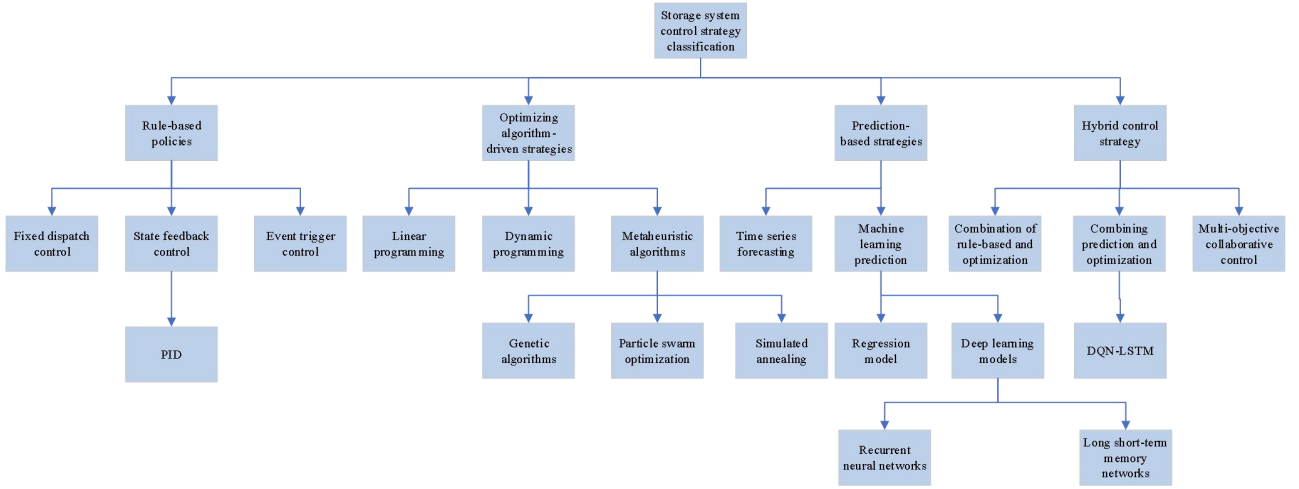 Storage system
control strategy
classification
Rule-based
policies
Optimizing
algorithm-
driven strategies
Prediction-
based strategies
Hybrid control
strategy
Fixed dispatch
control
State feedback
control
Event trigger
control
Linear
programming
Dynamic
programming
Metaheuristic
algorithms
Time series
forecasting
Machine
learning
prediction
Combination of
rule-based and
optimization
Combining
prediction and
optimization
Multi-objective
collaborative
control
PID
Genetic
algorithms
Particle swarm
optimization
Simulated
annealing
Regression
model
Deep learning
models
DQN-LSTM
Recurrent
neural networks
Long short-term
memory
networks